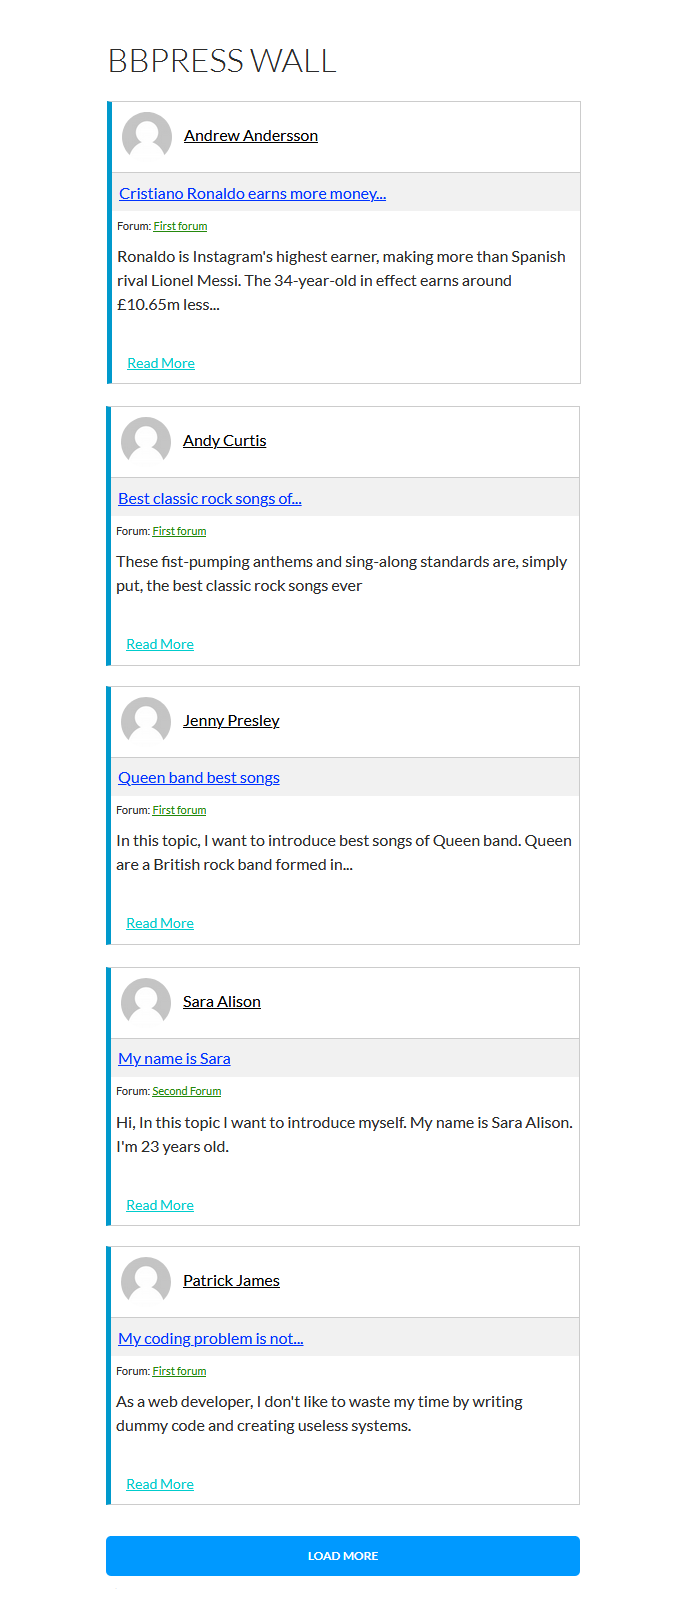 BBPRESS WALL
Andrew Andersson
Cristiano Ronaldo earns more money...
Forum: First forum
Ronaldo is Instagram's highest earner, making more than Spanish
rival Lionel Messi. The 34-year-old in effect earns around
£10.65m less...
Read More
Andy Curtis
Best classic rock songs of...
Forum: First forum
These fist-pumping anthems and sing-along standards are, simply
put, the best classic rock songs ever
Read More
Jenny Presley
Queen band best songs
Forum: First forum
In this topic, I want to introduce best songs of Queen band. Queen
are a British rock band formed in...
Read More
Sara Alison
My name is Sara
Forum: Second Forum
Hi, In this topic I want to introduce myself. My name is Sara Alison.
I'm 23 years old.
Read More
Patrick James
My coding problem is not...
Forum: First forum
As a web developer, I don't like to waste my time by writing
dummy code and creating useless systems.
Read More
LOAD MORE